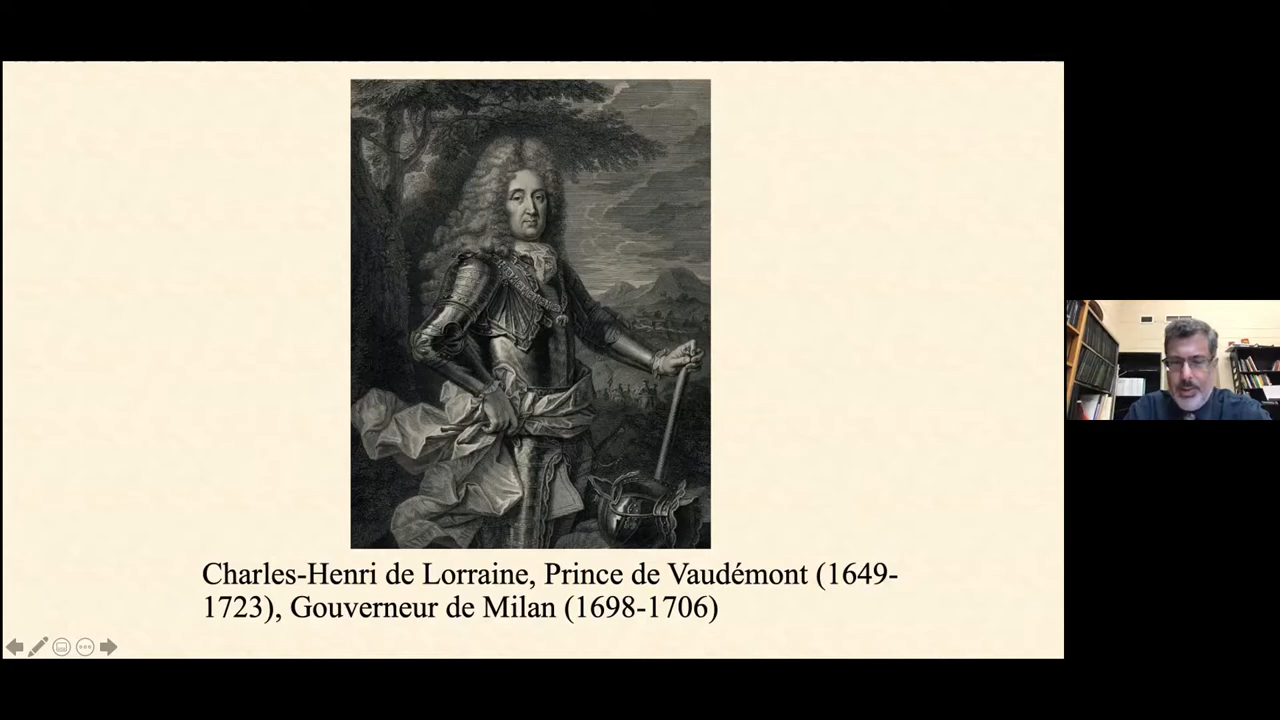 Charles-Henri de Lorraine, Prince de Vaudémont (1649-
1723), Gouverneur de Milan (1698-1706)